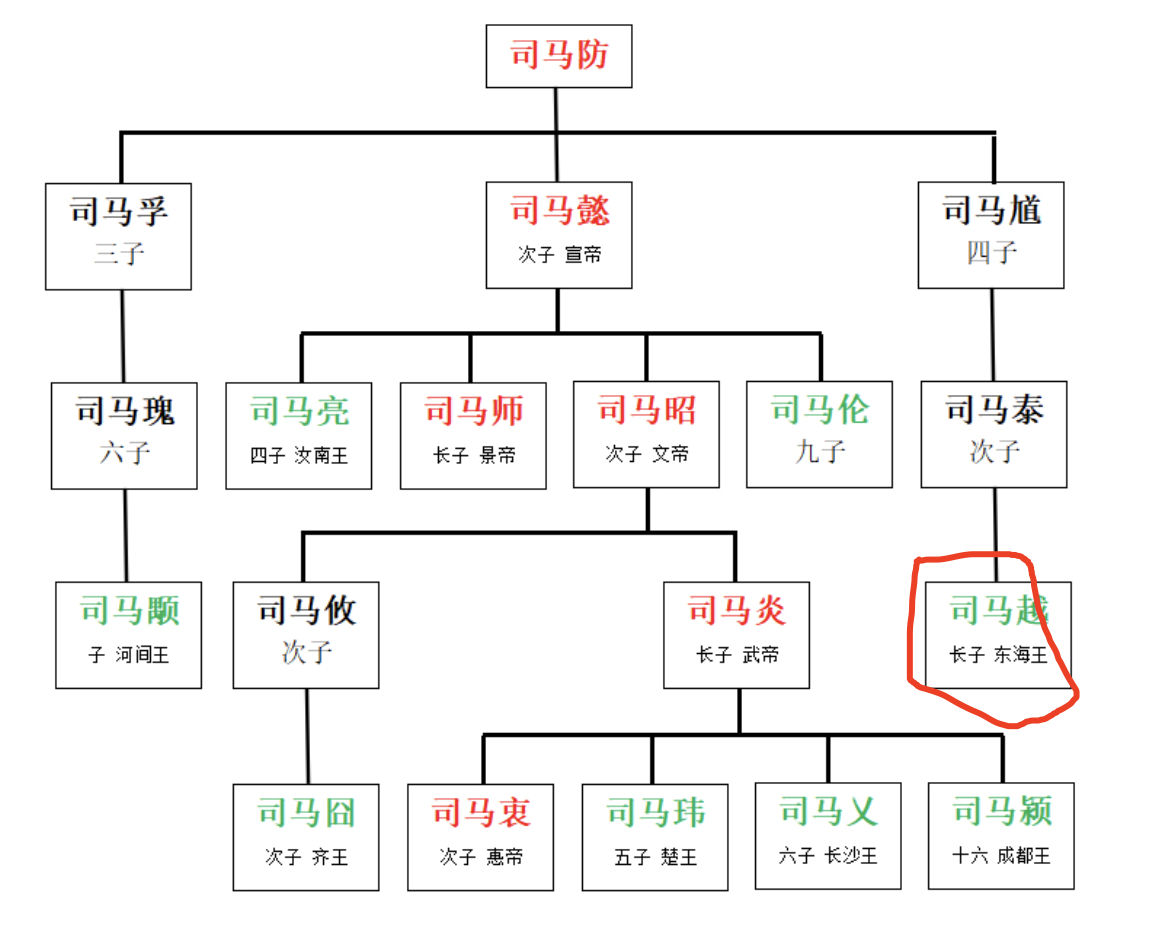 司马防
司马孚
三子
司马懿
次子 宣帝
司马馗
四子
司马瑰
六子
司马亮
四子 汝南王
司马师
长子 景帝
司马昭
次子 文帝
司马伦
九子
司马泰
次子
司马颙
子 河间王
司马攸
次子
司马炎
长子 武帝
司马越
长子 东海王
司马囧
次子 齐王
司马衷
次子 惠帝
司马玮
五子 楚王
司马乂
六子 长沙王
司马颖
十六 成都王